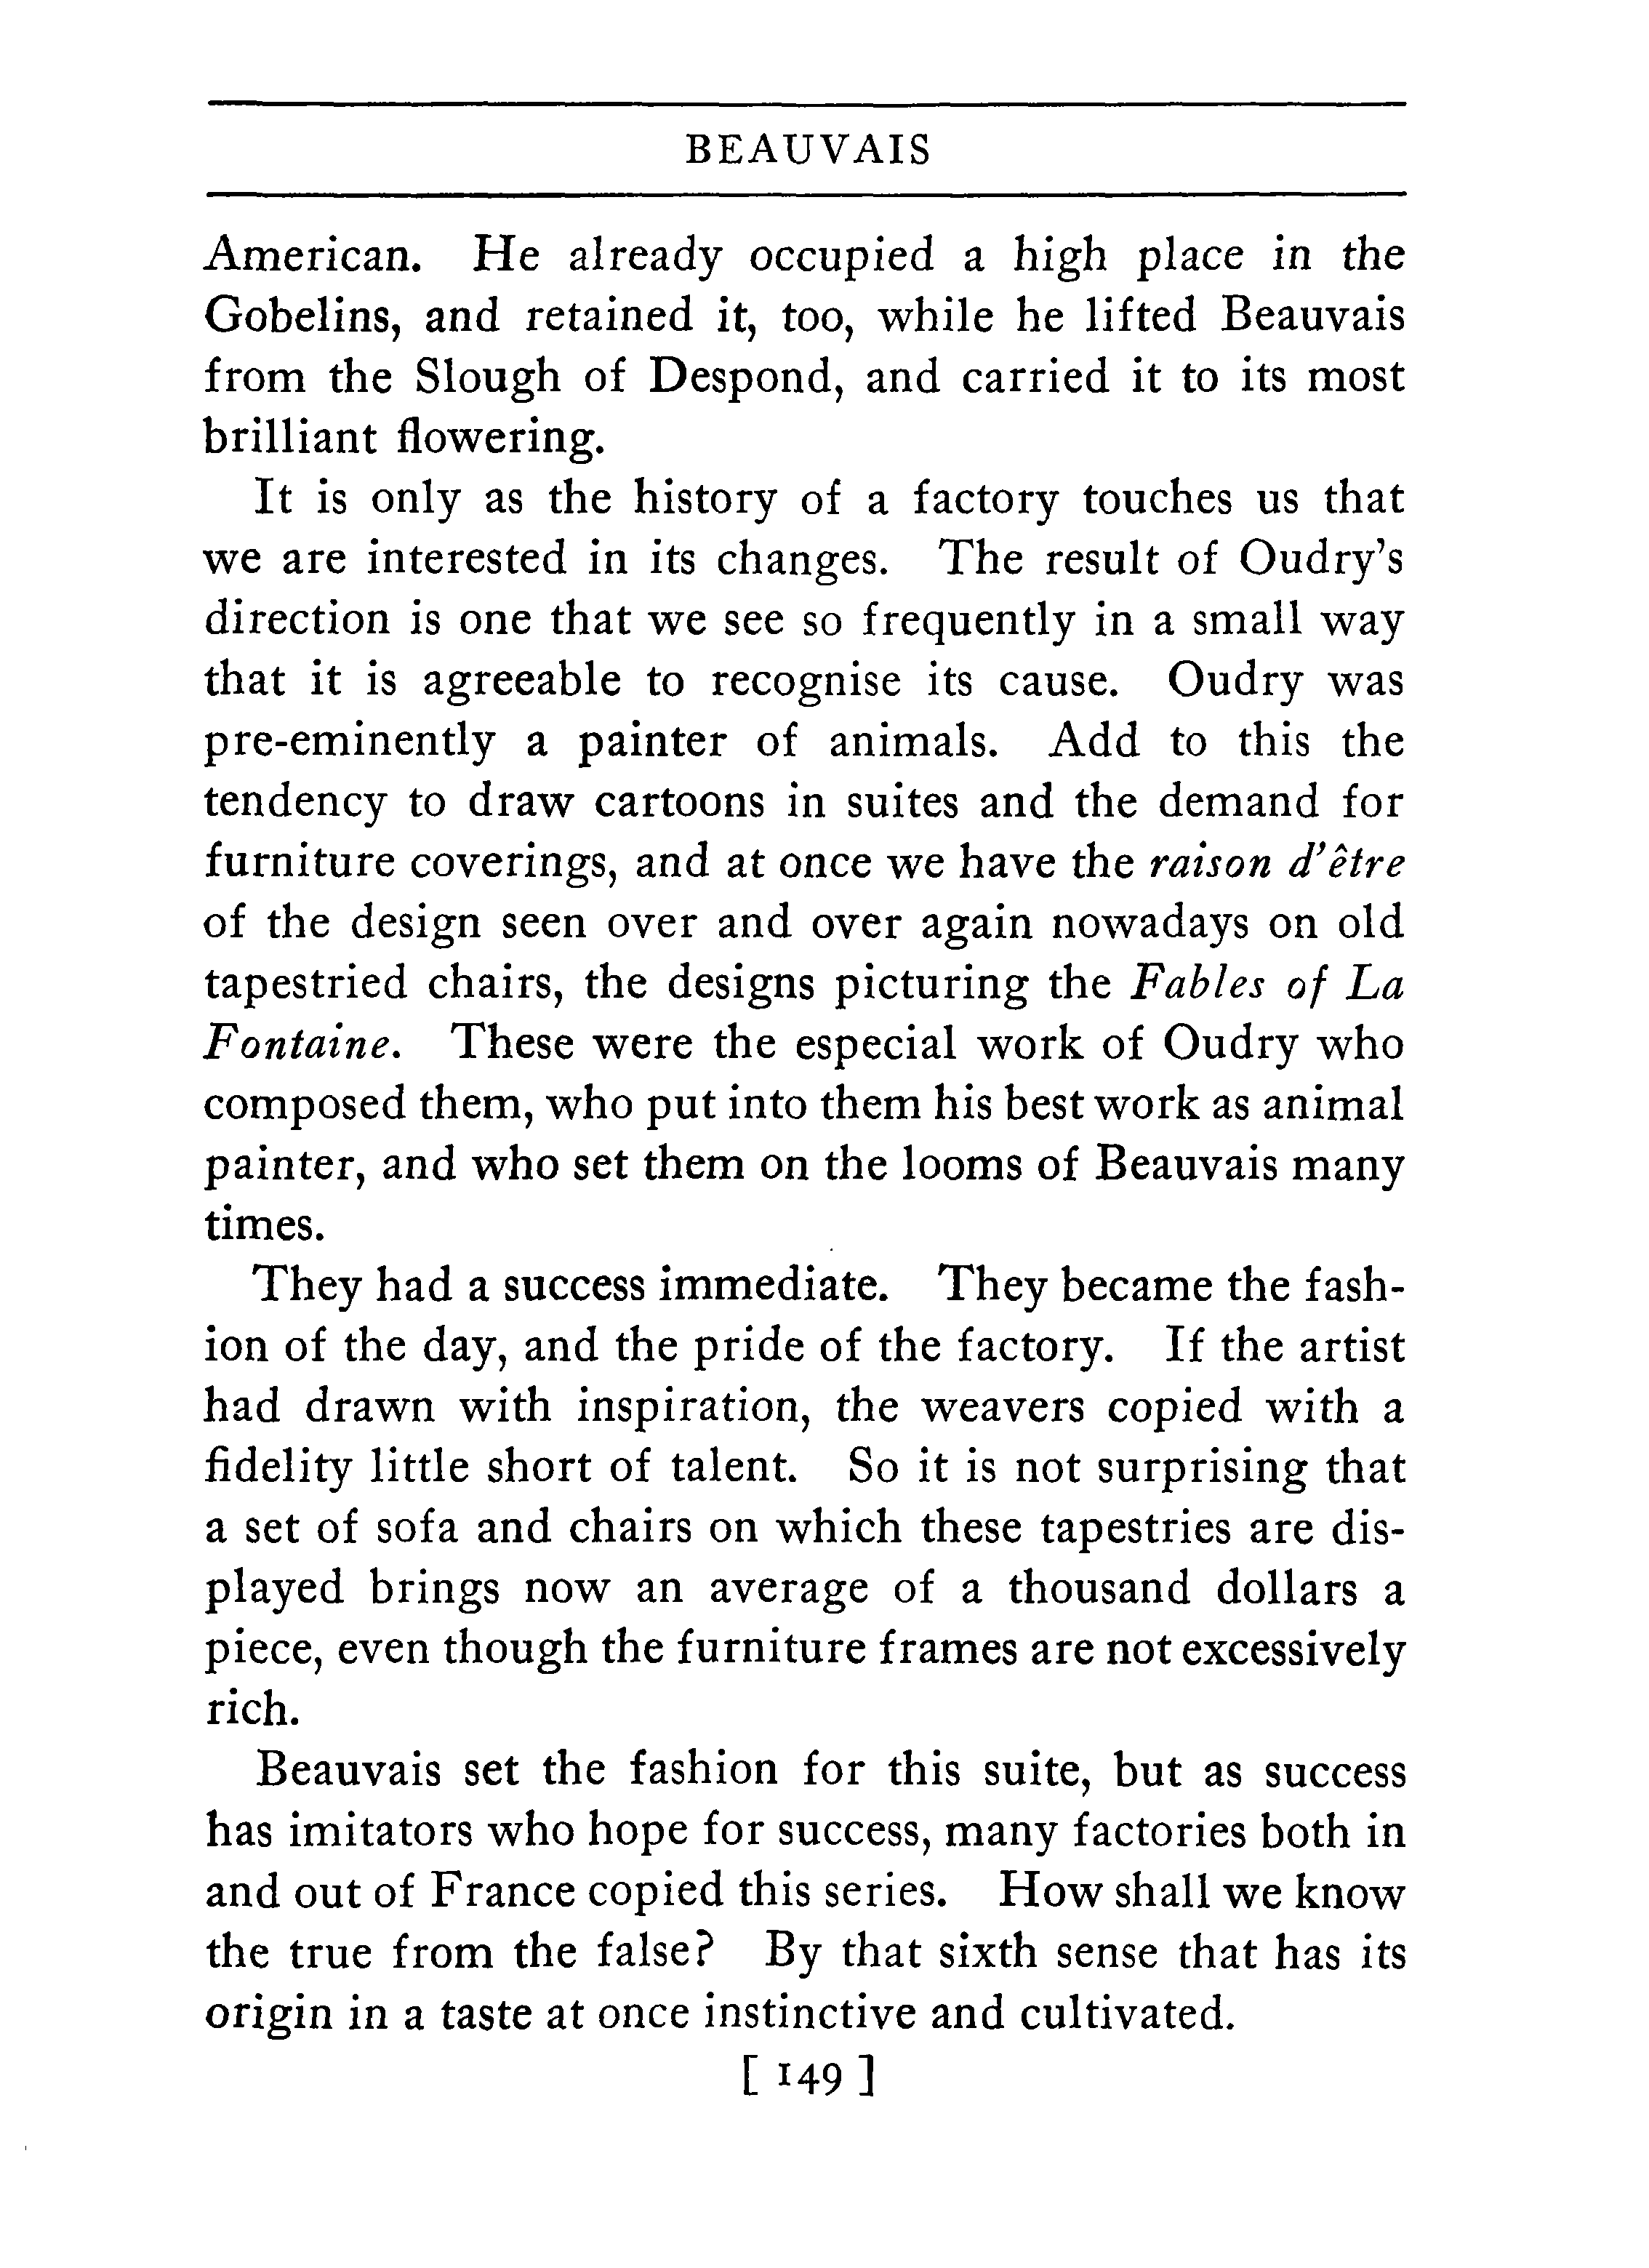 BEAUVAIS
American. He already occupied a high place in the
Gobelins, and retained it, too, while he lifted Beauvais
from the Slough of Despond, and carried it to its most
brilliant flowering.
It is only as the history of a factory touches us that
we are interested in its changes. The result of Oudry's
direction is one that we see so frequently in a small way
that it is agreeable to recognise its cause. Oudry was
pre-eminently a painter of animals. Add to this the
tendency to draw cartoons in suites and the demand for
furniture coverings, and at once we have the raison d'être
of the design seen over and over again nowadays on old
tapestried chairs, the designs picturing the Fables of La
Fontaine. These were the especial work of Oudry who
composed them, who put into them his best work as animal
painter, and who set them on the looms of Beauvais many
times.
They had a success immediate. They became the fash-
ion of the day, and the pride of the factory. If the artist
had drawn with inspiration, the weavers copied with a
fidelity little short of talent. So it is not surprising that
a set of sofa and chairs on which these tapestries are dis-
played brings now an average of a thousand dollars a
piece, even though the furniture frames are not excessively
rich.
Beauvais set the fashion for this suite, but as success
has imitators who hope for success, many factories both in
and out of France copied this series. How shall we know
the true from the false? By that sixth sense that has its
origin in a taste at once instinctive and cultivated.
[ 149 ]